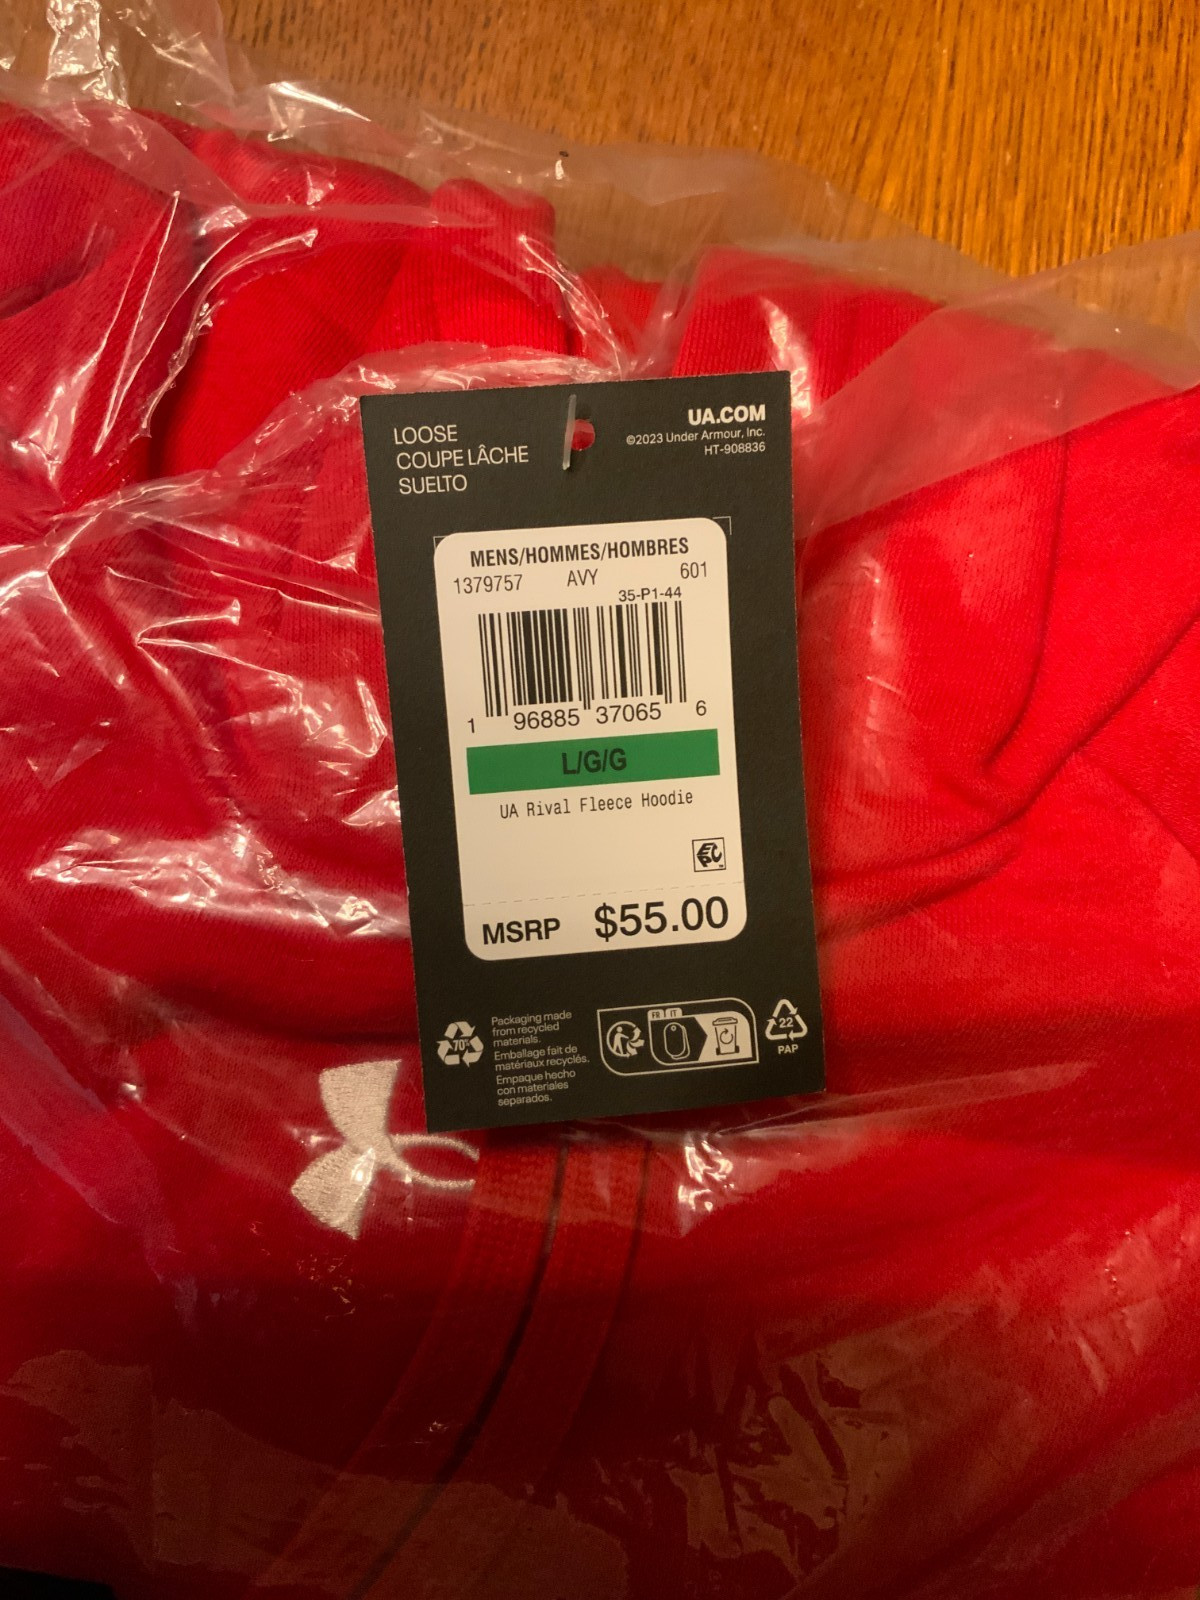 LOOSE
COUPE LÂCHE
SUELTO
UA.COM
©2023 Under Armour, Inc.
HT-908836
MENS/HOMMES/HOMBRES
1379757 AVY 601
35-P1-44
1 96885 37065 6
L/G/G
UA Rival Fleece Hoodie
EPC
™
MSRP $55.00
70%
Packaging made
from recycled
materials.
Emballage fait de
matériaux recyclés.
Empaque hecho
con materiales
separados.
FR IT
22
PAP